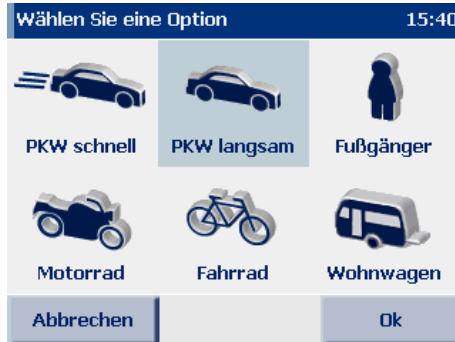 Wählen Sie eine Option 15:40
PKW schnell PKW langsam Fußgänger
Motorrad Fahrrad Wohnwagen
Abbrechen Ok